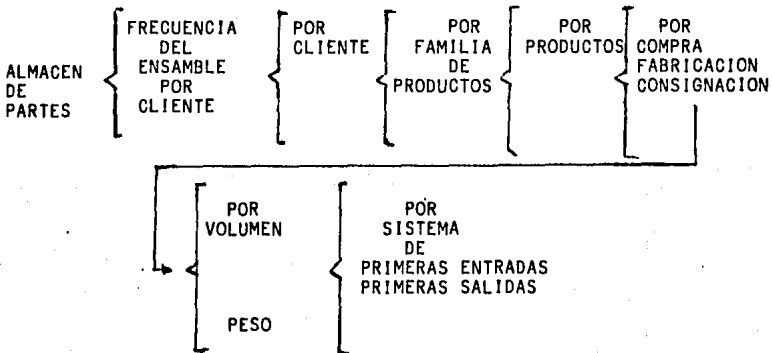 ALMACEN
DE
PARTES
FRECUENCIA
DEL
ENSAMBLE
POR
CLIENTE
POR
CLIENTE
POR
FAMILIA
DE
PRODUCTOS
POR
PRODUCTOS
POR
COMPRA
FABRICACION
CONSIGNACION
POR
VOLUMEN
PESO
POR
SISTEMA
DE
PRIMERAS ENTRADAS
PRIMERAS SALIDAS